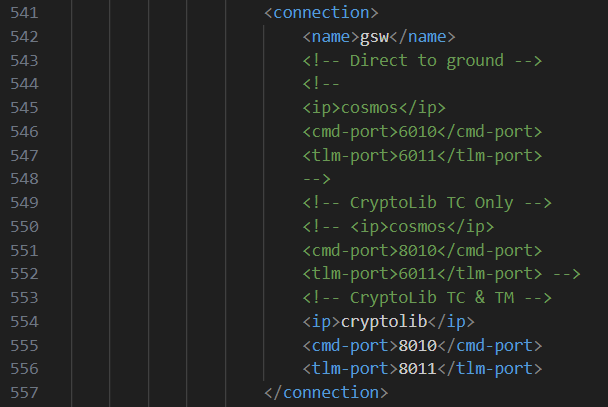 541 <connection>
542 <name>gsw</name>
543 <!-- Direct to ground -->
544 <!--
545 <ip>cosmos</ip>
546 <cmd-port>6010</cmd-port>
547 <tlm-port>6011</tlm-port>
548 -->
549 <!-- CryptoLib TC Only -->
550 <!-- <ip>cosmos</ip>
551 <cmd-port>8010</cmd-port>
552 <tlm-port>6011</tlm-port> -->
553 <!-- CryptoLib TC & TM -->
554 <ip>cryptolib</ip>
555 <cmd-port>8010</cmd-port>
556 <tlm-port>8011</tlm-port>
557 </connection>